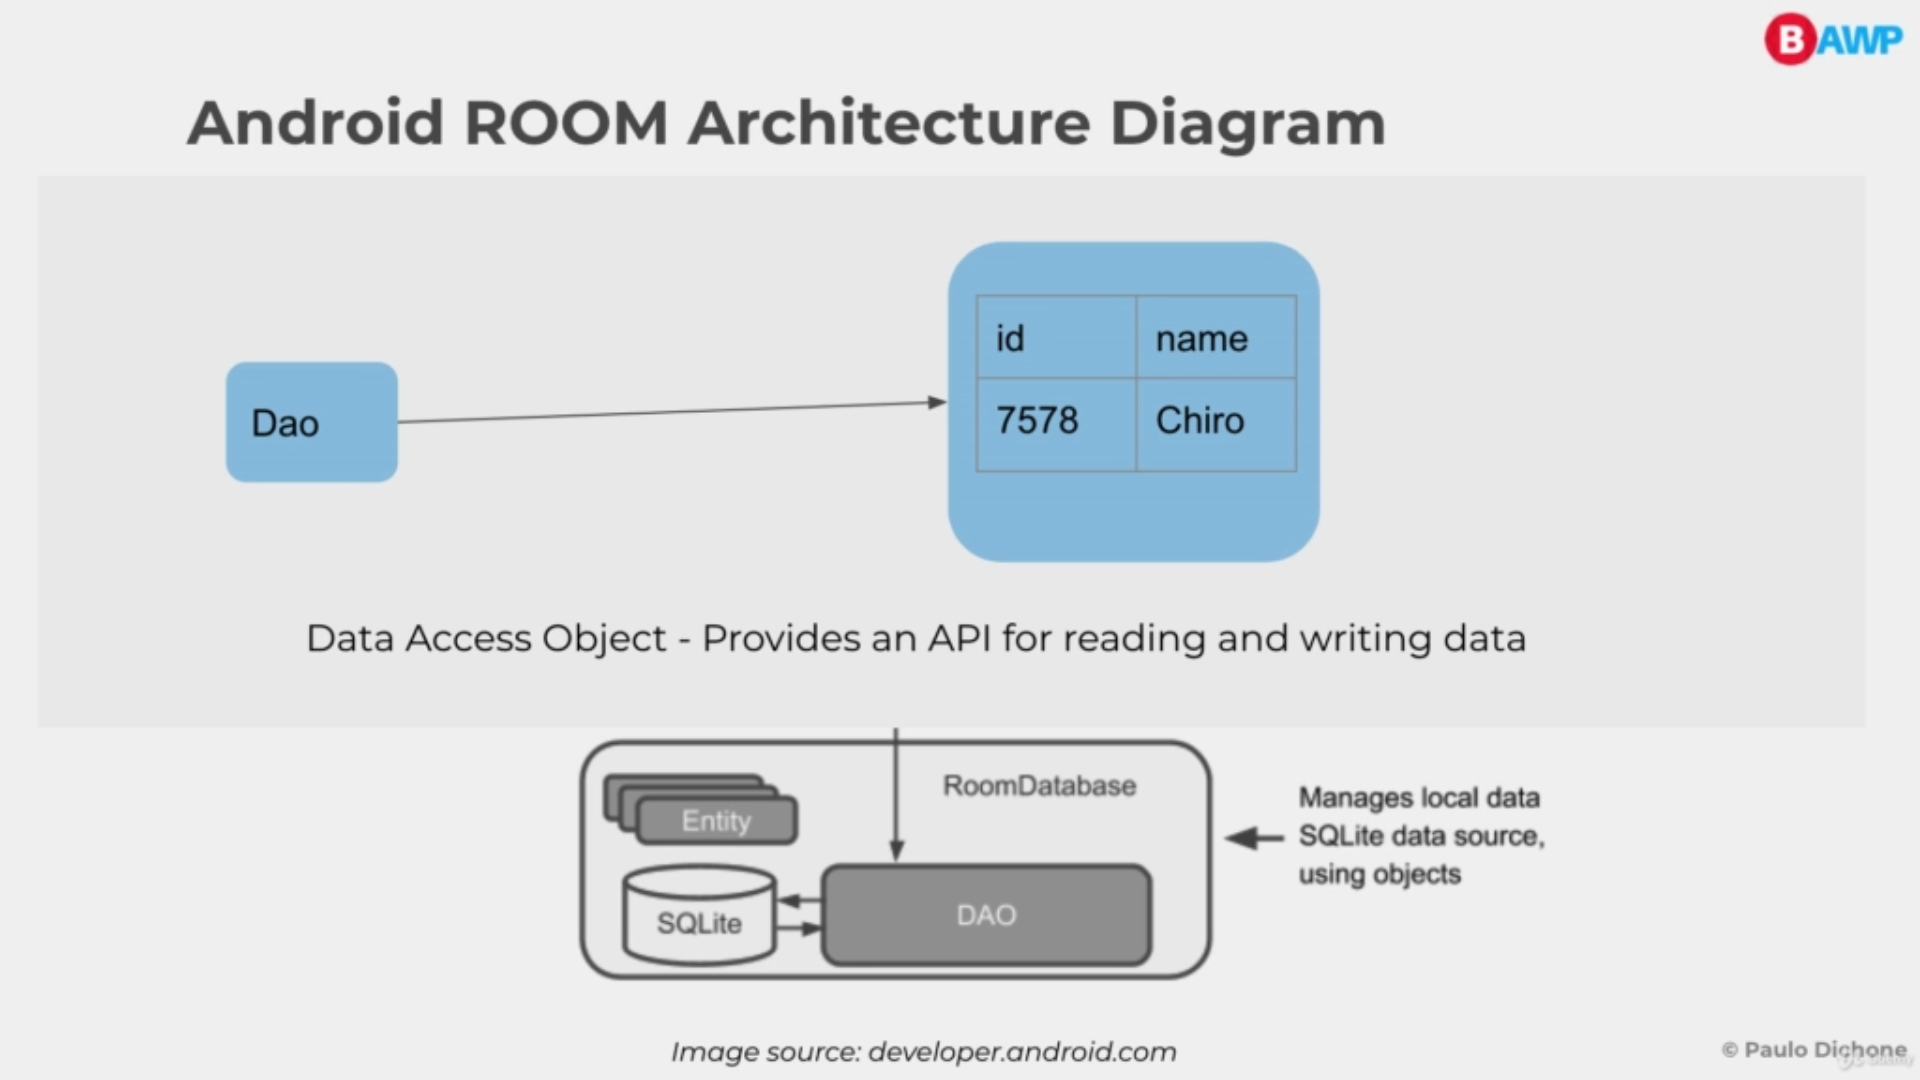 BAWP
Android ROOM Architecture Diagram
id name
7578 Chiro
Dao
Data Access Object - Provides an API for reading and writing data
RoomDatabase
Entity
SQLite
DAO
Manages local data
SQLite data source,
using objects
Image source: developer.android.com
© Paulo Dichone